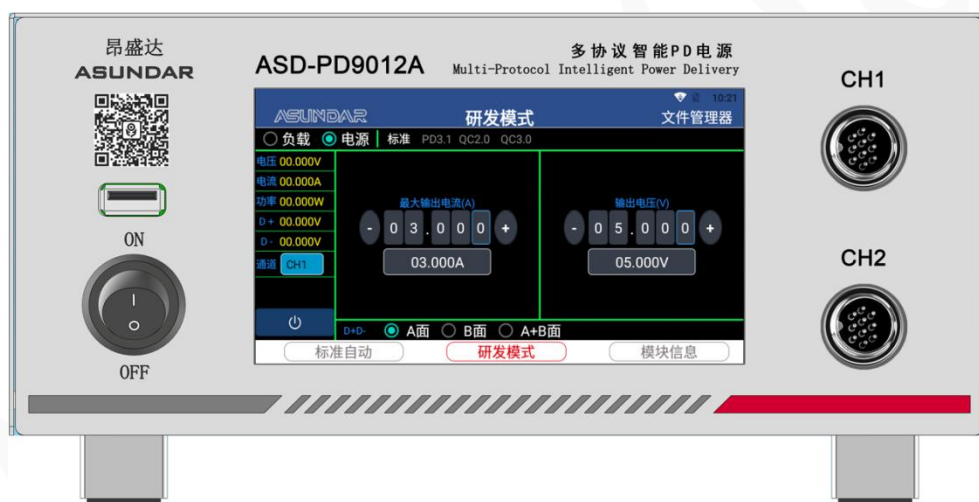 昂盛达
ASUNDAR
ON
OFF
ASD-PD9012A
多协议智能PD电源
Multi-Protocol Intelligent Power Delivery
10:21
ASUNDAR
研发模式
文件管理器
负载 电源 标准 PD3.1 QC2.0 QC3.0
电压 00.000V
电流 00.000A
功率 00.000W
D+ 00.000V
D- 00.000V
通道 CH1
最大输出电流(A)
- 0 3 . 0 0 0 +
03.000A
输出电压(V)
- 0 5 . 0 0 0 +
05.000V
D+D- A面 B面 A+B面
标准自动 研发模式 模块信息
CH1
CH2